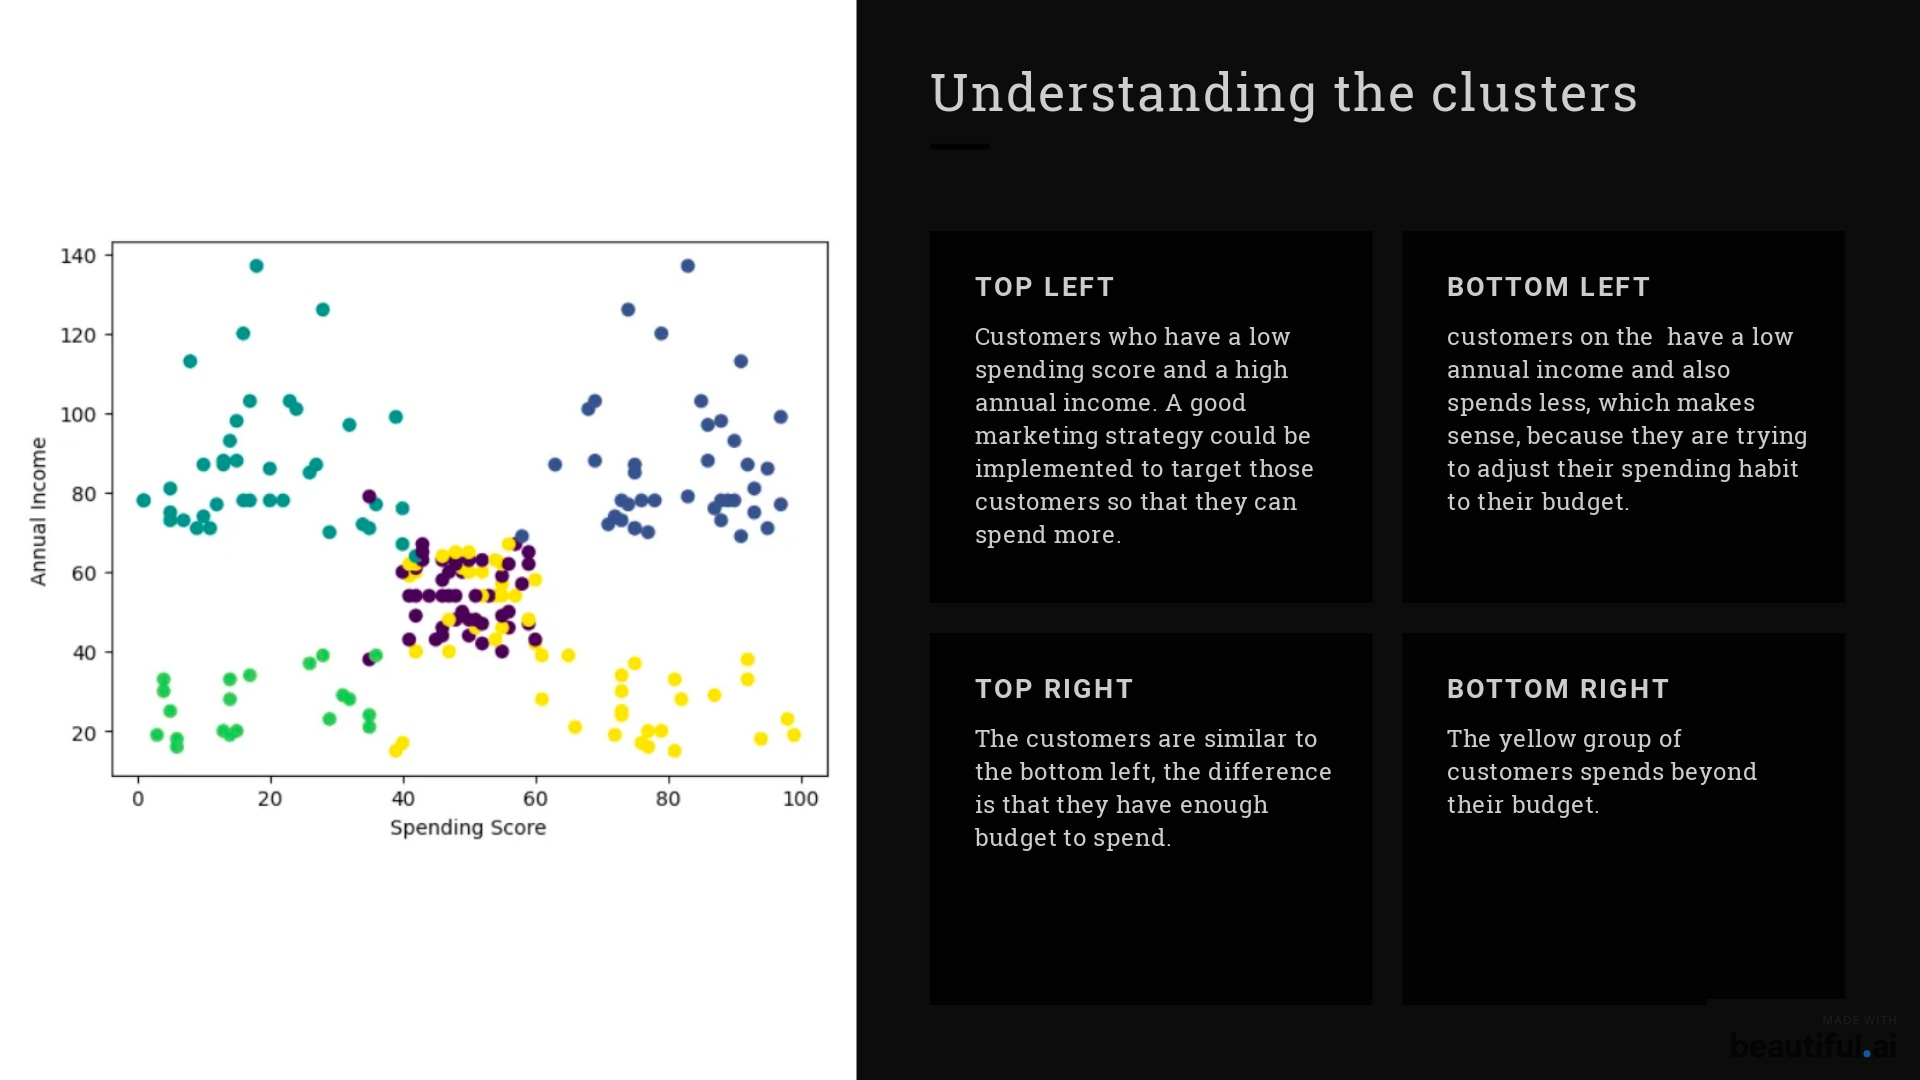 Understanding the clusters
140
120
100
80
60
40
20
0
20
40
60
80
100
Annual Income
Spending Score
TOP LEFT
Customers who have a low
spending score and a high
annual income. A good
marketing strategy could be
implemented to target those
customers so that they can
spend more.
BOTTOM LEFT
customers on the  have a low
annual income and also
spends less, which makes
sense, because they are trying
to adjust their spending habit
to their budget.
TOP RIGHT
The customers are similar to
the bottom left, the difference
is that they have enough
budget to spend.
BOTTOM RIGHT
The yellow group of
customers spends beyond
their budget.
MADE WITH
beautiful.ai